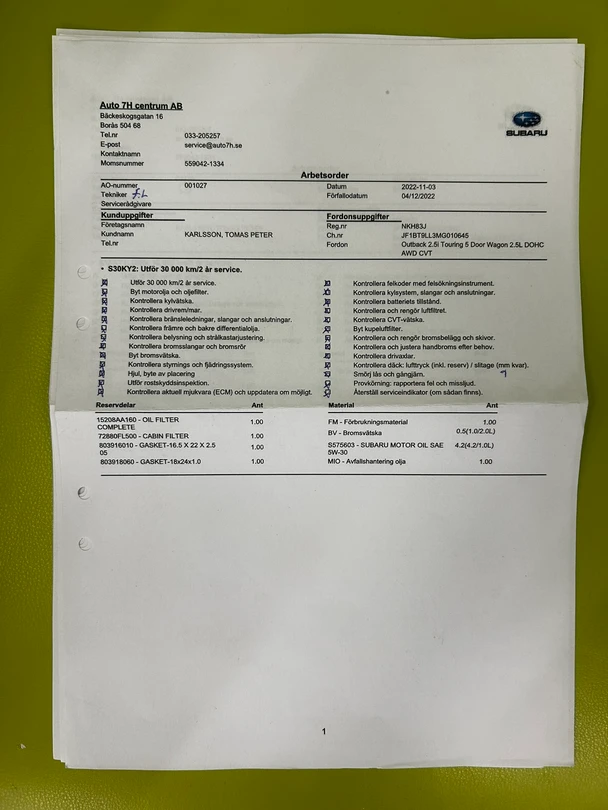 Auto 7H centrum AB
Bäckeskogsgatan 16
Borås 504 68
Tel.nr 033-205257
E-post service@auto7h.se
Kontaktnamn
Momsnummer 559042-1334
SUBARU
Arbetsorder
AO-nummer 001027 Datum 2022-11-03
Tekniker F.L Förfallodatum 04/12/2022
Servicerådgivare
Kunduppgifter Fordonsuppgifter
Företagsnamn Reg.nr NKH83J
Kundnamn KARLSSON, TOMAS PETER Ch.nr JF1BT9LL3MG010645
Tel.nr Fordon Outback 2.5i Touring 5 Door Wagon 2.5L DOHC
AWD CVT
• S30KY2: Utför 30 000 km/2 år service.
Utför 30 000 km/2 år service. Kontrollera felkoder med felsökningsinstrument.
Byt motorolja och oljefilter. Kontrollera kylsystem, slangar och anslutningar.
Kontrollera kylvätska. Kontrollera batteriets tillstånd.
Kontrollera drivrem/mar. Kontrollera och rengör luftfiltret.
Kontrollera bränsleledningar, slangar och anslutningar. Kontrollera CVT-vätska.
Kontrollera främre och bakre differentialolja. Byt kupeluftfilter.
Kontrollera belysning och strålkastarjustering. Kontrollera och rengör bromsbelägg och skivor.
Kontrollera bromsslangar och bromsrör Kontrollera och justera handbroms efter behov.
Byt bromsvätska. Kontrollera drivaxlar.
Kontrollera styrnings och fjädringssystem. Kontrollera däck: lufttryck (inkl. reserv) / slitage (mm kvar).
Hjul, byte av placering Smörj lås och gångjärn. 7
Utför rostskyddsinspektion. Provkörning: rapportera fel och missljud.
Kontrollera aktuell mjukvara (ECM) och uppdatera om möjligt. Återställ serviceindikator (om sådan finns).
Reservdelar Ant Material Ant
15208AA160 - OIL FILTER 1.00 FM - Förbrukningsmaterial 1.00
COMPLETE BV - Bromsvätska 0.5(1.0/2.0L)
72880FL500 - CABIN FILTER 1.00
803916010 - GASKET-16.5 X 22 X 2.5 1.00 S575603 - SUBARU MOTOR OIL SAE 4.2(4.2/1.0L)
05 5W-30
803918060 - GASKET-18x24x1.0 1.00 MIO - Avfallshantering olja 1.00
1